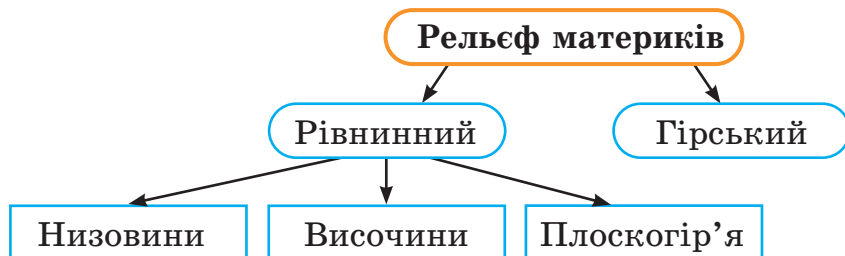 Рельєф материків
Рівнинний
Гірський
Низовини
Височини
Плоскогір’я